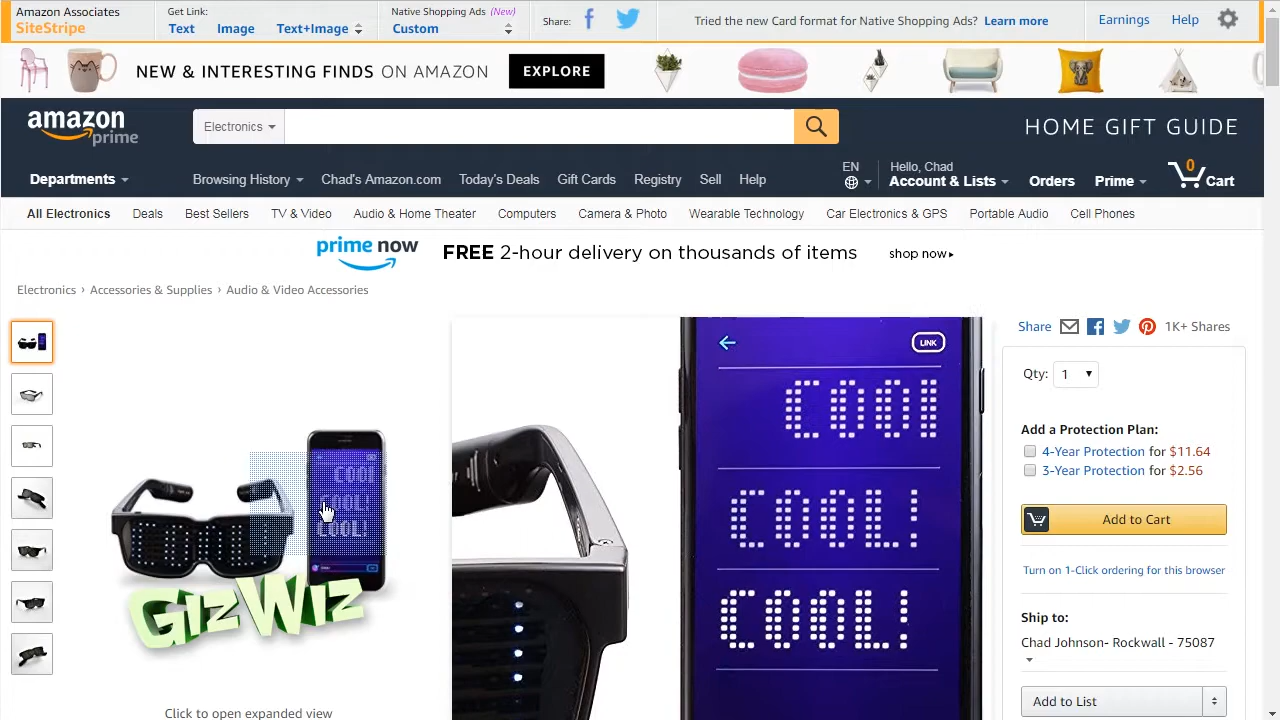 Amazon Associates
SiteStripe
Get Link:
Text Image Text+Image
Native Shopping Ads (New)
Custom
Share:
Trieđ the new Card format for Native Shopping Ads? Learn more
Earnings Help
NEW & INTERESTING FINDS ON AMAZON EXPLORE
amazon prime
Electronics
HOME GIFT GUIDE
Departments
Browsing History Chad's Amazon.com Today's Deals Gift Cards Registry Sell Help
EN
Hello, Chad
Account & Lists
Orders Prime
0
Cart
All Electronics Deals Best Sellers TV & Video Audio & Home Theater Computers Camera & Photo Wearable Technology Car Electronics & GPS Portable Audio Cell Phones
prime now FREE 2-hour delivery on thousands of items shop now
Electronics › Accessories & Supplies › Audio & Video Accessories
COOL
COOL!
COOL!
GizWiz
Click to open expanded view
LINK
COOl
COOL!
COOL!
Share 1K+ Shares
Qty: 1
Add a Protection Plan:
4-Year Protection for $11.64
3-Year Protection for $2.56
Add to Cart
Turn on 1-Click ordering for this browser
Ship to:
Chad Johnson- Rockwall - 75087
Add to List